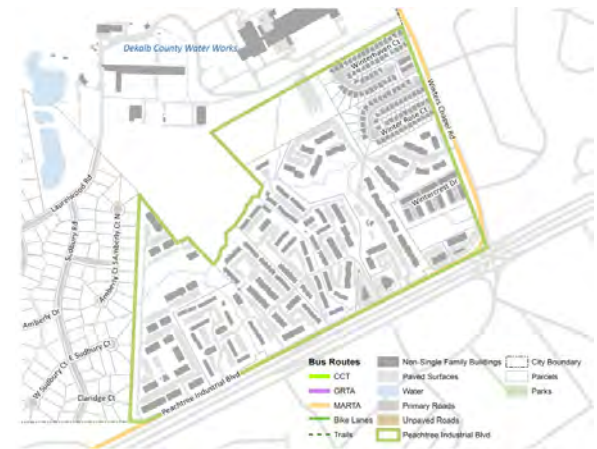 Dekalb County Water Works
Winterhaven Ct
Winters Chapel Rd
Winter Rose Ct
Wintercrest Dr
Laurelwood Rd
Sudbury Rd
Amberly Ct N
Amberly Ct S
Amberly Dr
E Sudbury Ct
W Sudbury Ct
Claridge Ct
Peachtree Industrial Blvd
Bus Routes
CCT
GRTA
MARTA
Bike Lanes
Trails
Non-Single Family Buildings
Paved Surfaces
Water
Primary Roads
Unpaved Roads
Peachtree Industrial Blvd
City Boundary
Parcels
Parks